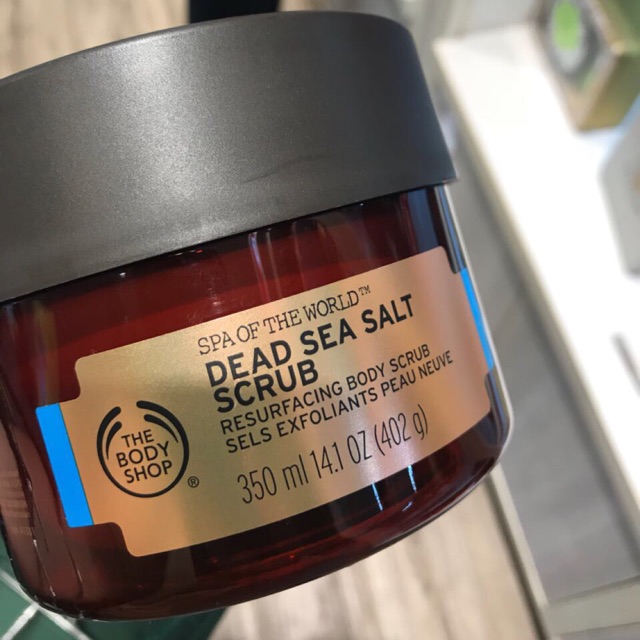 SPA OF THE WORLD™
DEAD SEA SALT
SCRUB
RESURFACING BODY SCRUB
SELS EXFOLIANTS PEAU NEUVE
350 ml 14.1 OZ (402 g)
THE
BODY
SHOP
®